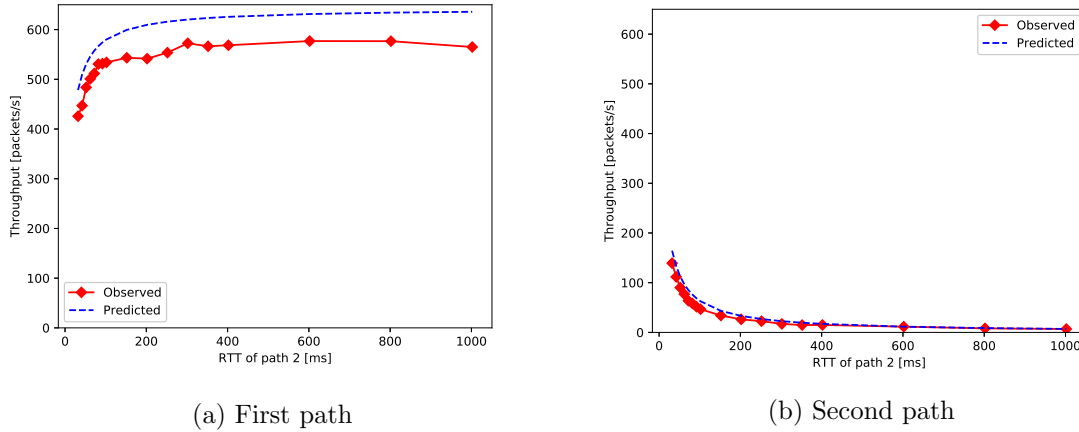 600
500
400
300
200
100
0
Throughput [packets/s]
Observed
Predicted
0 200 400 600 800 1000
RTT of path 2 [ms]
(a) First path
600
500
400
300
200
100
0
Throughput [packets/s]
Observed
Predicted
0 200 400 600 800 1000
RTT of path 2 [ms]
(b) Second path